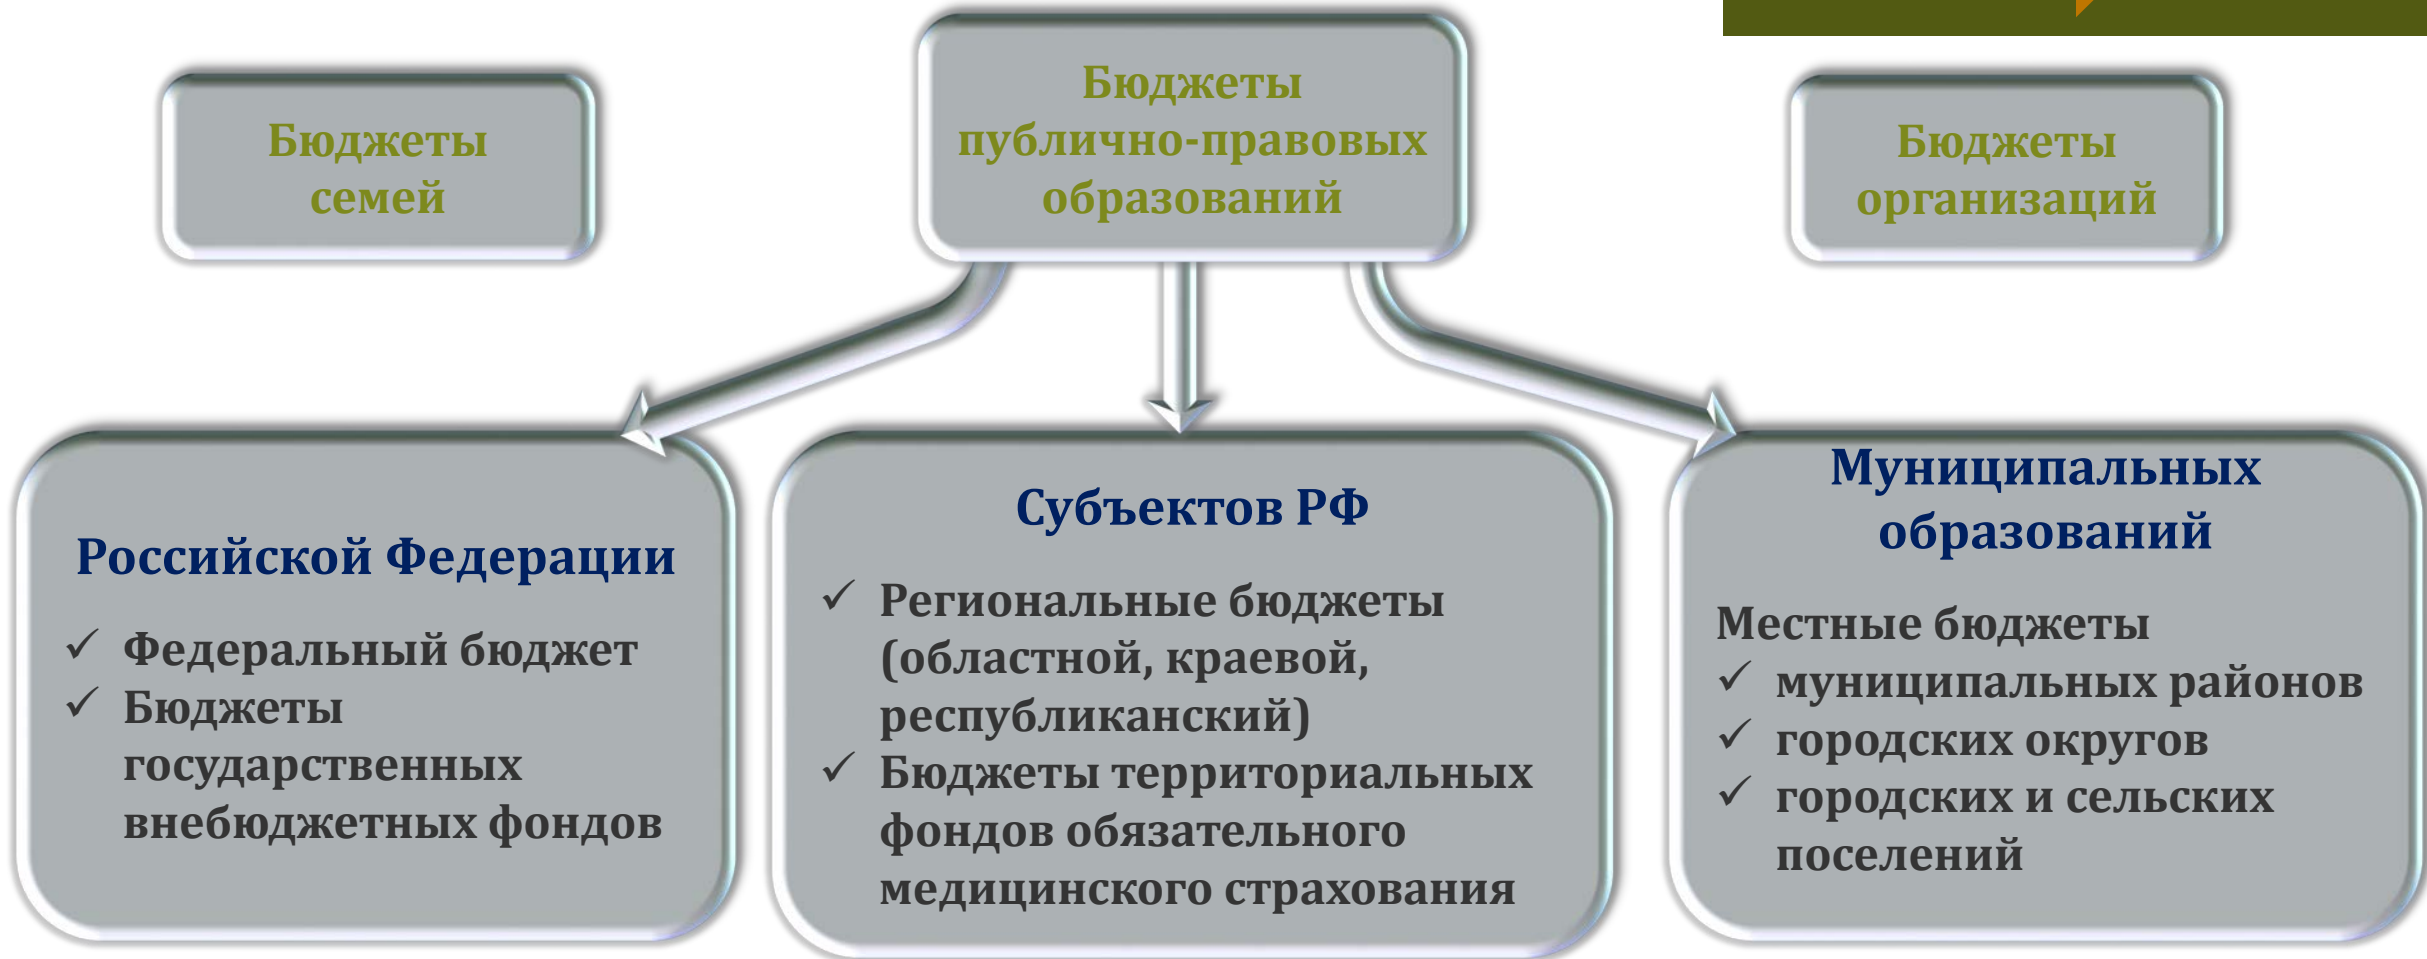 Бюджеты
семей
Бюджеты
публично-правовых
образований
Бюджеты
организаций
Российской Федерации
✓ Федеральный бюджет
✓ Бюджеты
государственных
внебюджетных фондов
Субъектов РФ
✓ Региональные бюджеты
(областной, краевой,
республиканский)
✓ Бюджеты территориальных
фондов обязательного
медицинского страхования
Муниципальных
образований
Местные бюджеты
✓ муниципальных районов
✓ городских округов
✓ городских и сельских
поселений